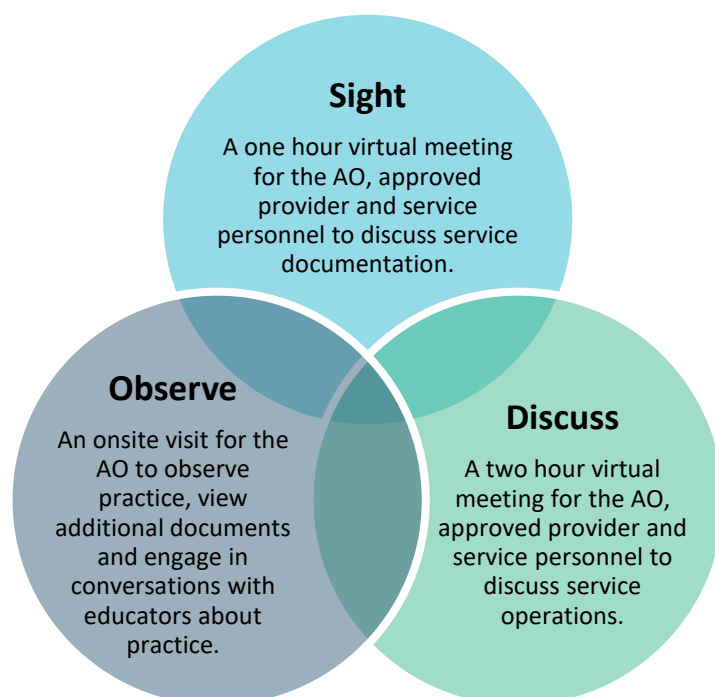 Sight
A one hour virtual meeting
for the AO, approved
provider and service
personnel to discuss service
documentation.
Observe
An onsite visit for the
AO to observe
practice, view
additional documents
and engage in
conversations with
educators about
practice.
Discuss
A two hour virtual
meeting for the AO,
approved provider and
service personnel to
discuss service
operations.